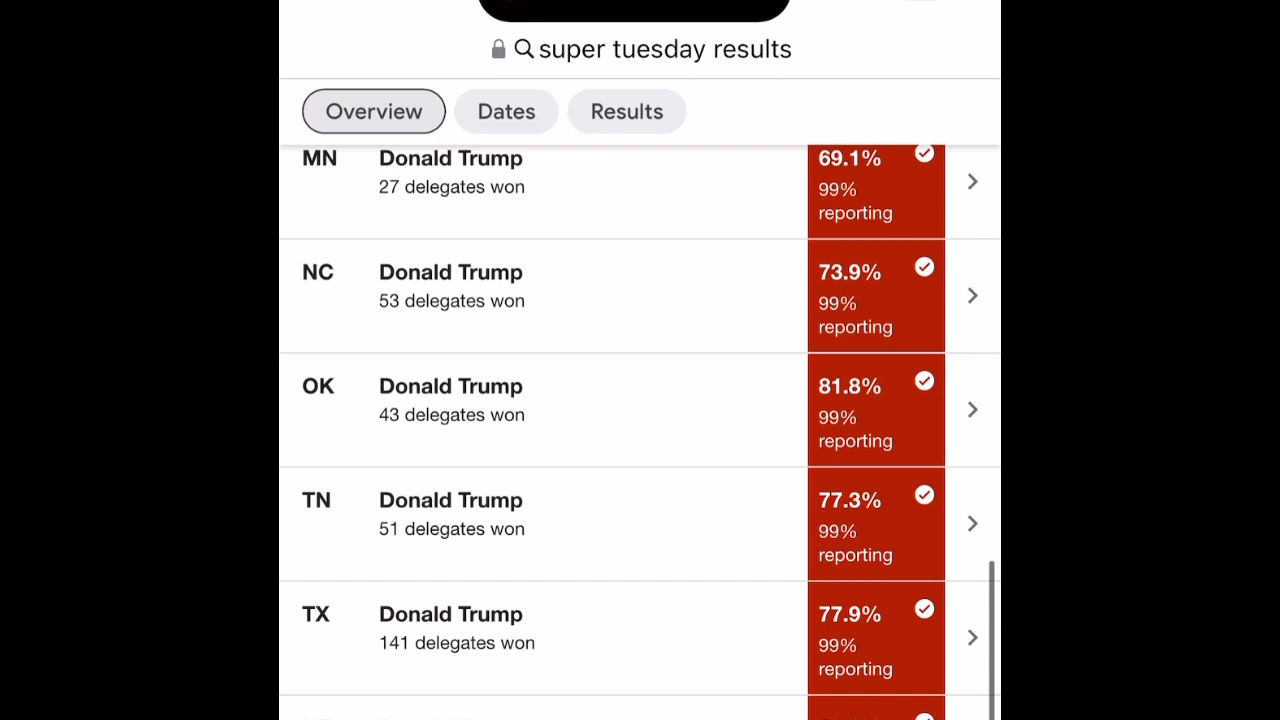 super tuesday results
Overview Dates Results
MN Donald Trump 69.1%
27 delegates won 99%
reporting
NC Donald Trump 73.9%
53 delegates won 99%
reporting
OK Donald Trump 81.8%
43 delegates won 99%
reporting
TN Donald Trump 77.3%
51 delegates won 99%
reporting
TX Donald Trump 77.9%
141 delegates won 99%
reporting